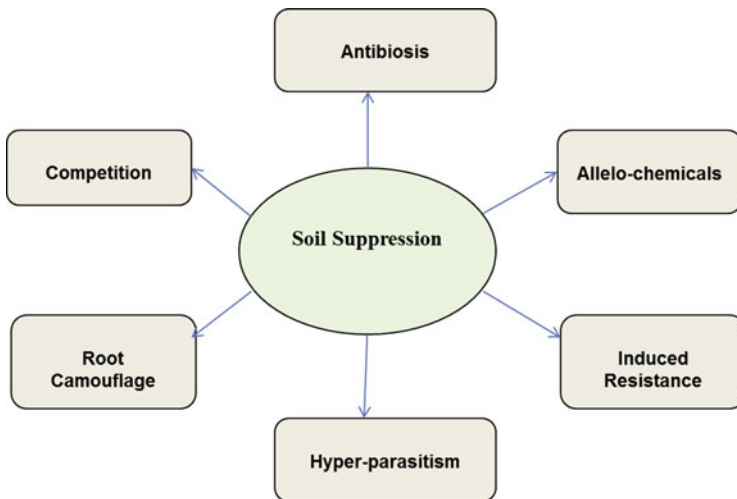 Antibiosis
Competition
Allelo-chemicals
Soil Suppression
Root
Camouflage
Induced
Resistance
Hyper-parasitism